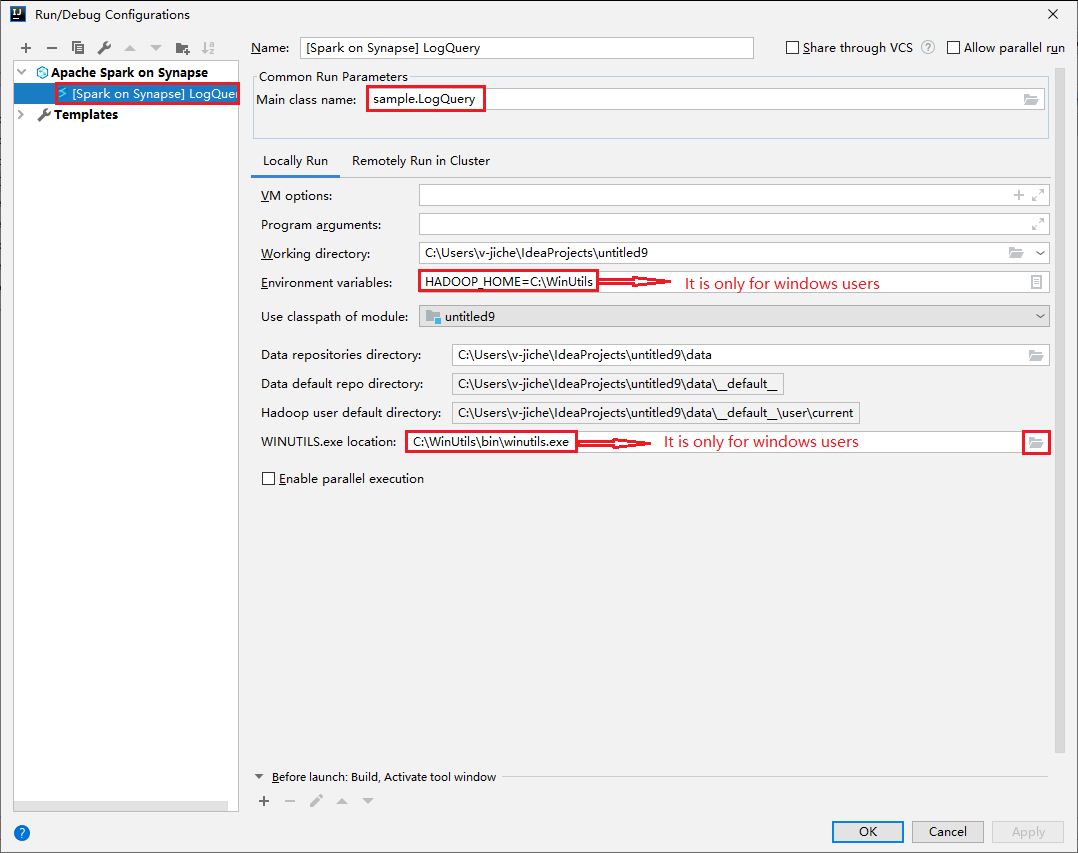 Run/Debug Configurations
Name: [Spark on Synapse] LogQuery
Share through VCS ?
Allow parallel run
Apache Spark on Synapse
[Spark on Synapse] LogQuer
Templates
Common Run Parameters
Main class name: sample.LogQuery
Locally Run Remotely Run in Cluster
VM options:
Program arguments:
Working directory: C:\Users\v-jiche\IdeaProjects\untitled9
Environment variables: HADOOP_HOME=C:\WinUtils It is only for windows users
Use classpath of module: untitled9
Data repositories directory: C:\Users\v-jiche\IdeaProjects\untitled9\data
Data default repo directory: C:\Users\v-jiche\IdeaProjects\untitled9\data\__default__
Hadoop user default directory: C:\Users\v-jiche\IdeaProjects\untitled9\data\__default__\user\current
WINUTILS.exe location: C:\WinUtils\bin\winutils.exe It is only for windows users
Enable parallel execution
Before launch: Build, Activate tool window
?
OK Cancel Apply